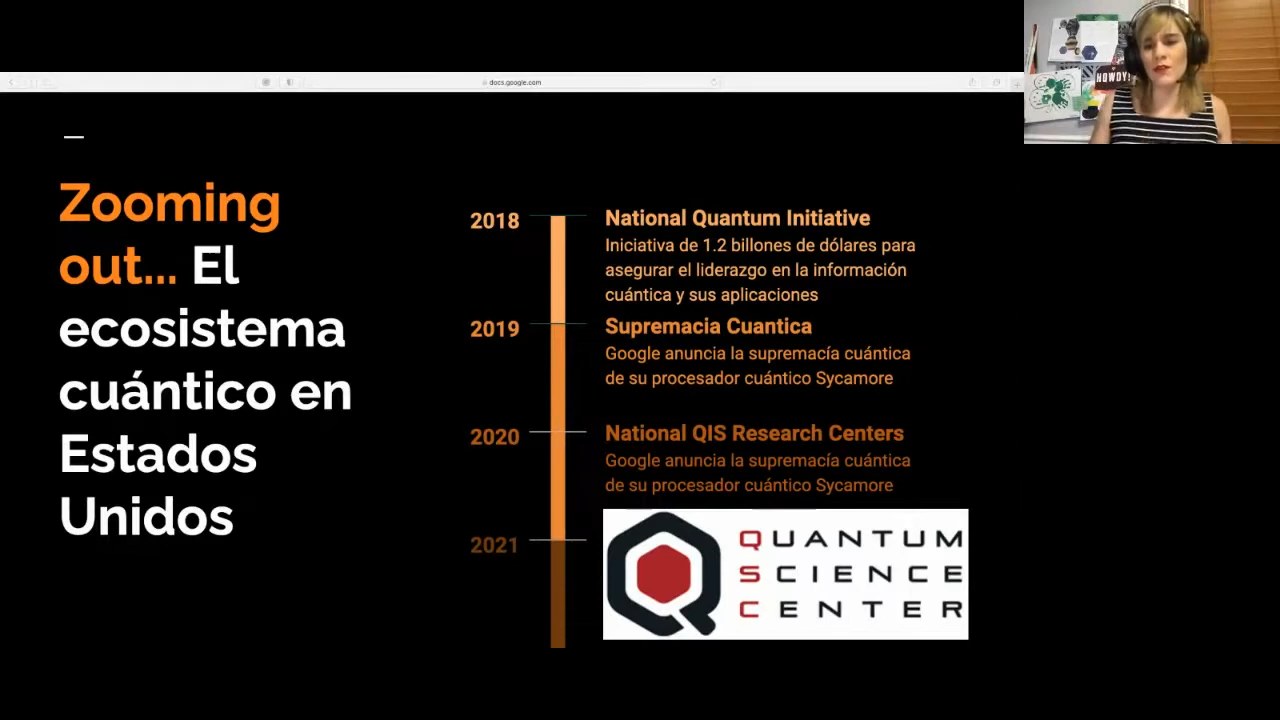 docs.google.com
HOWDY!
Zooming
out... El
ecosistema
cuántico en
Estados
Unidos
2018
National Quantum Initiative
Iniciativa de 1.2 billones de dólares para
asegurar el liderazgo en la información
cuántica y sus aplicaciones
2019
Supremacia Cuantica
Google anuncia la supremacía cuántica
de su procesador cuántico Sycamore
2020
National QIS Research Centers
Google anuncia la supremacía cuántica
de su procesador cuántico Sycamore
2021
QUANTUM
SCIENCE
CENTER